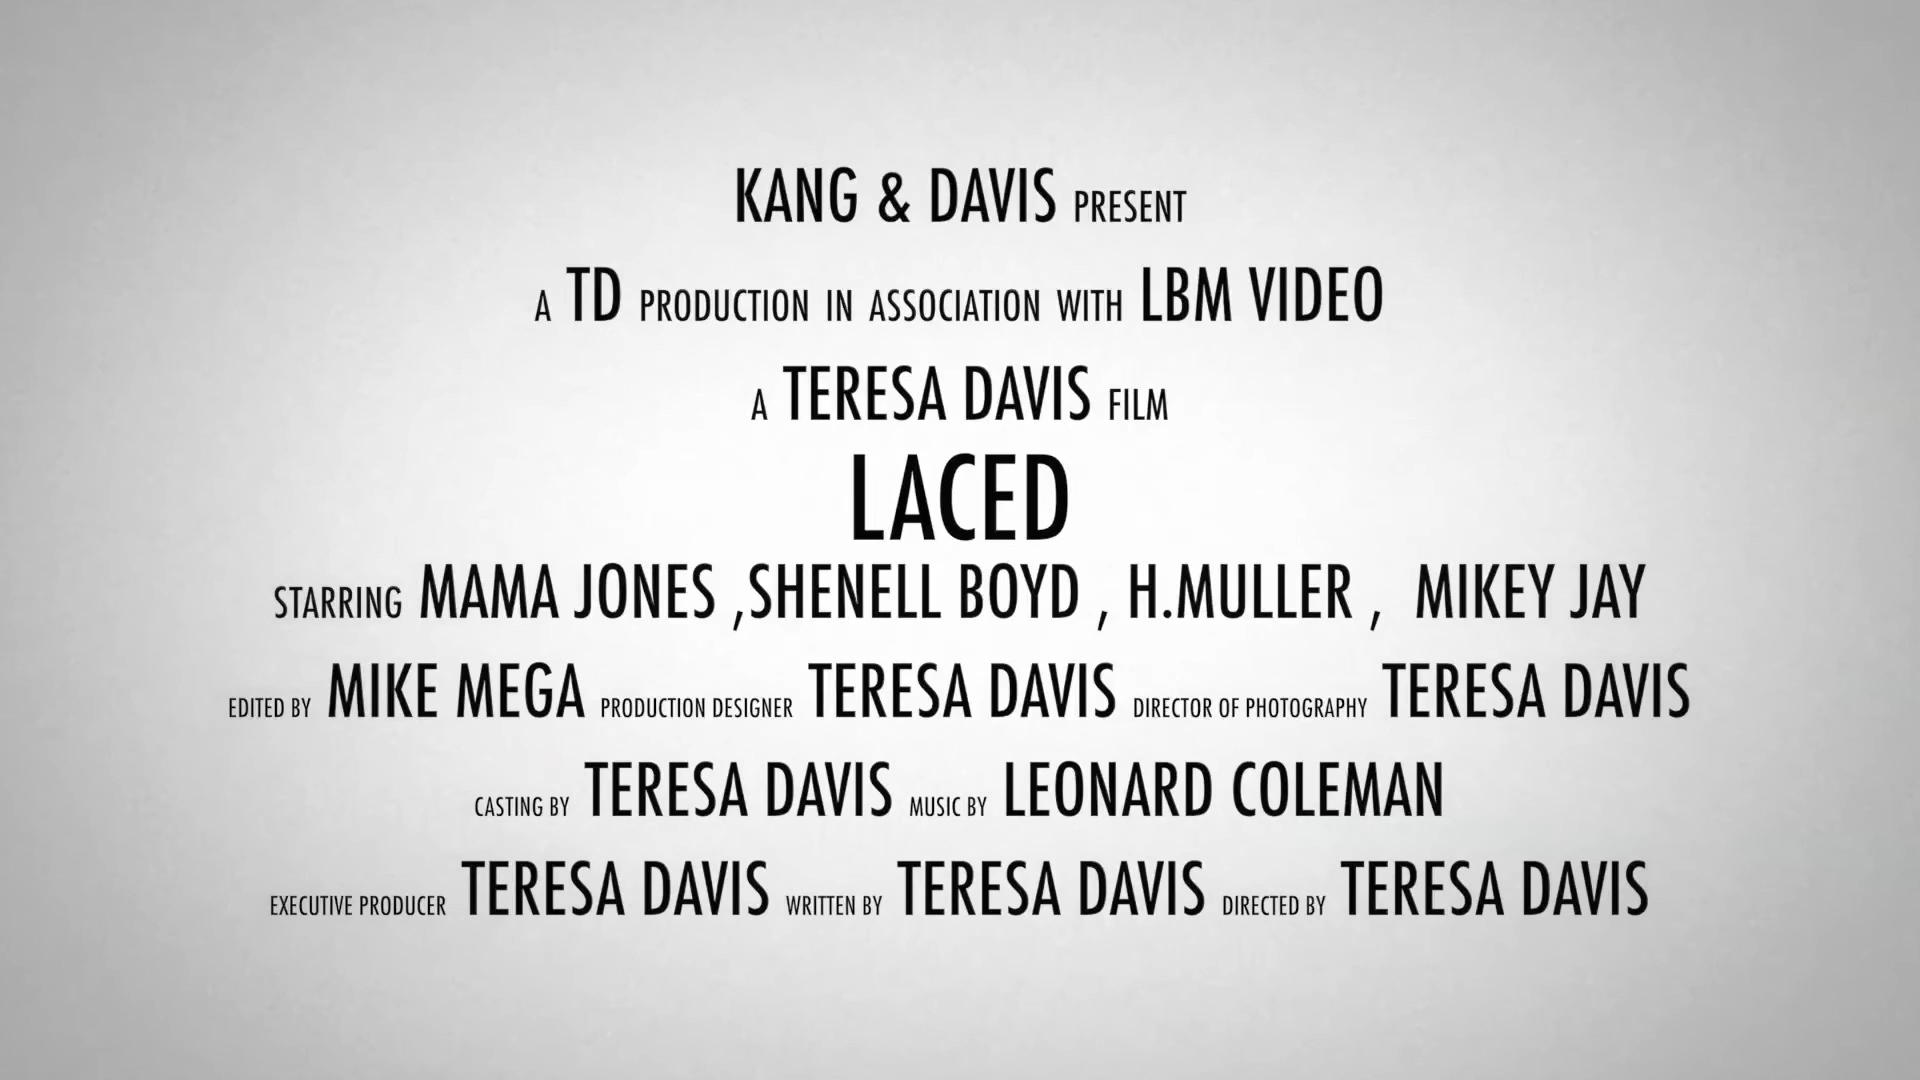 KANG & DAVIS PRESENT
A TD PRODUCTION IN ASSOCIATION WITH LBM VIDEO
A TERESA DAVIS FILM
LACED
STARRING MAMA JONES ,SHENELL BOYD , H.MULLER , MIKEY JAY
EDITED BY MIKE MEGA PRODUCTION DESIGNER TERESA DAVIS DIRECTOR OF PHOTOGRAPHY TERESA DAVIS
CASTING BY TERESA DAVIS MUSIC BY LEONARD COLEMAN
EXECUTIVE PRODUCER TERESA DAVIS WRITTEN BY TERESA DAVIS DIRECTED BY TERESA DAVIS